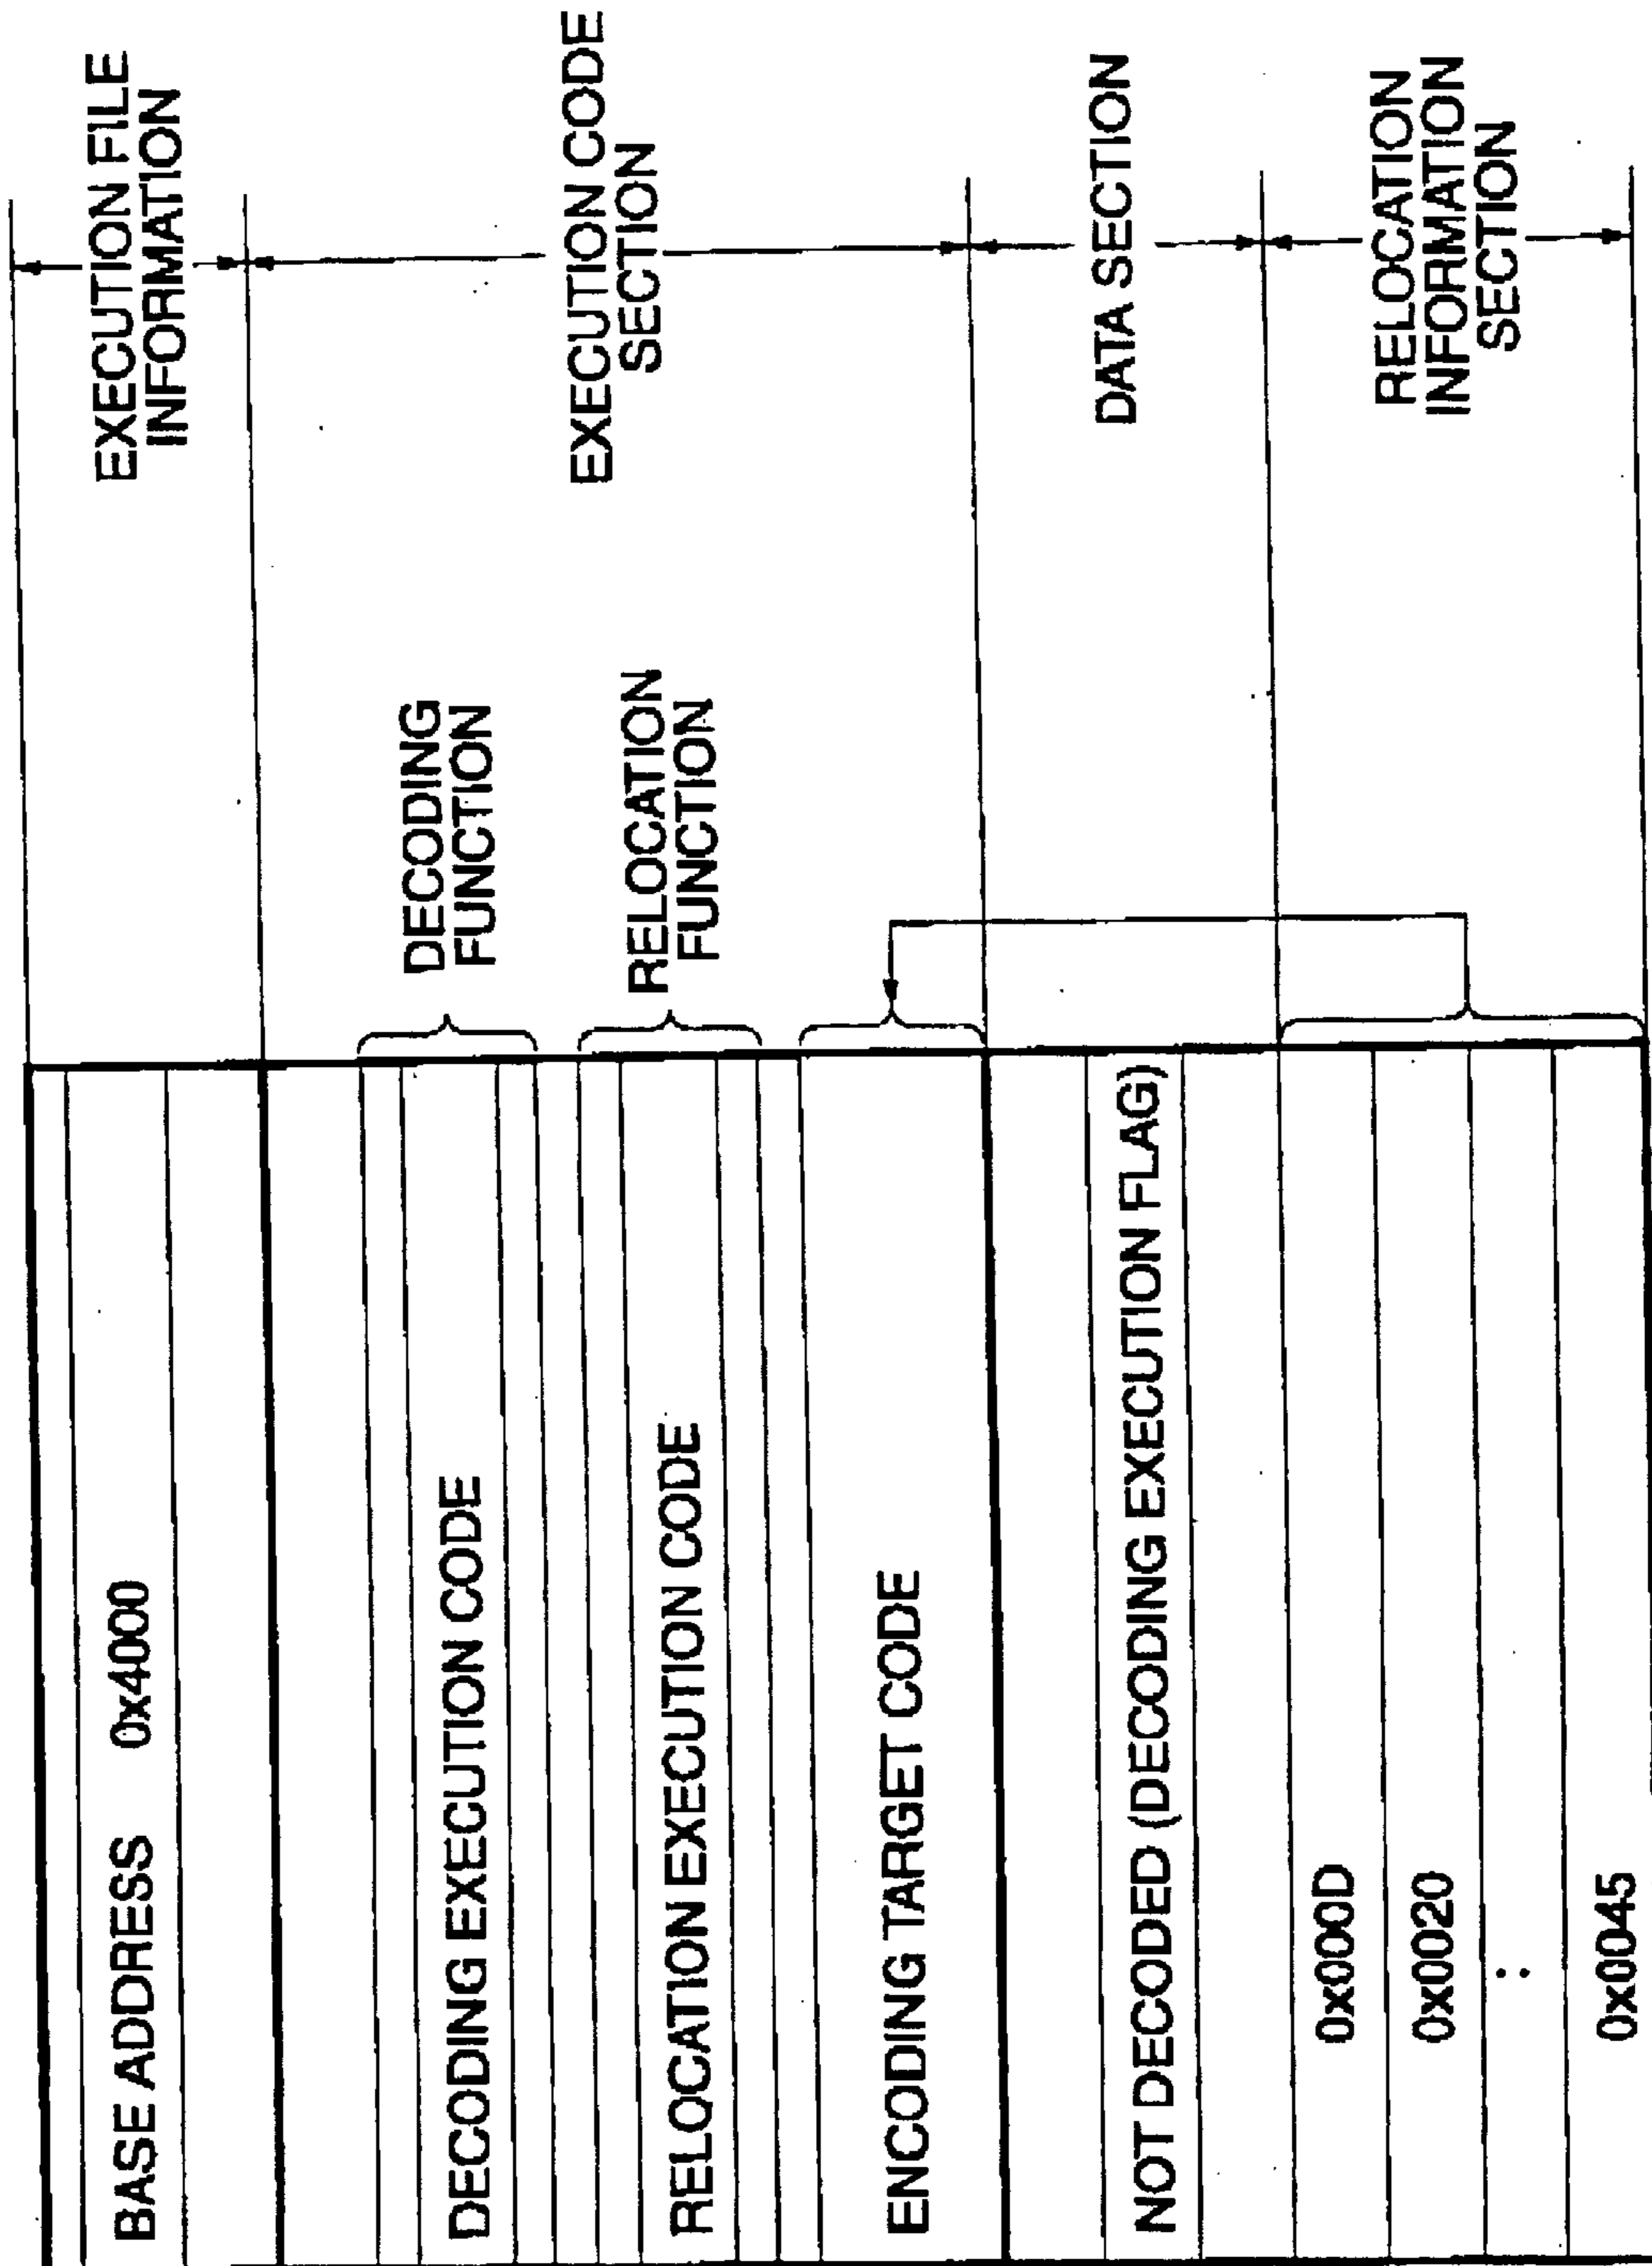 BASE ADDRESS 0x4000
EXECUTION FILE
INFORMATION
DECODING EXECUTION CODE
DECODING
FUNCTION
RELOCATION EXECUTION CODE
RELOCATION
FUNCTION
EXECUTION CODE
SECTION
ENCODING TARGET CODE
NOT DECODED (DECODING EXECUTION FLAG)
DATA SECTION
0x000D
0x0020
:
0x0045
RELOCATION
INFORMATION
SECTION